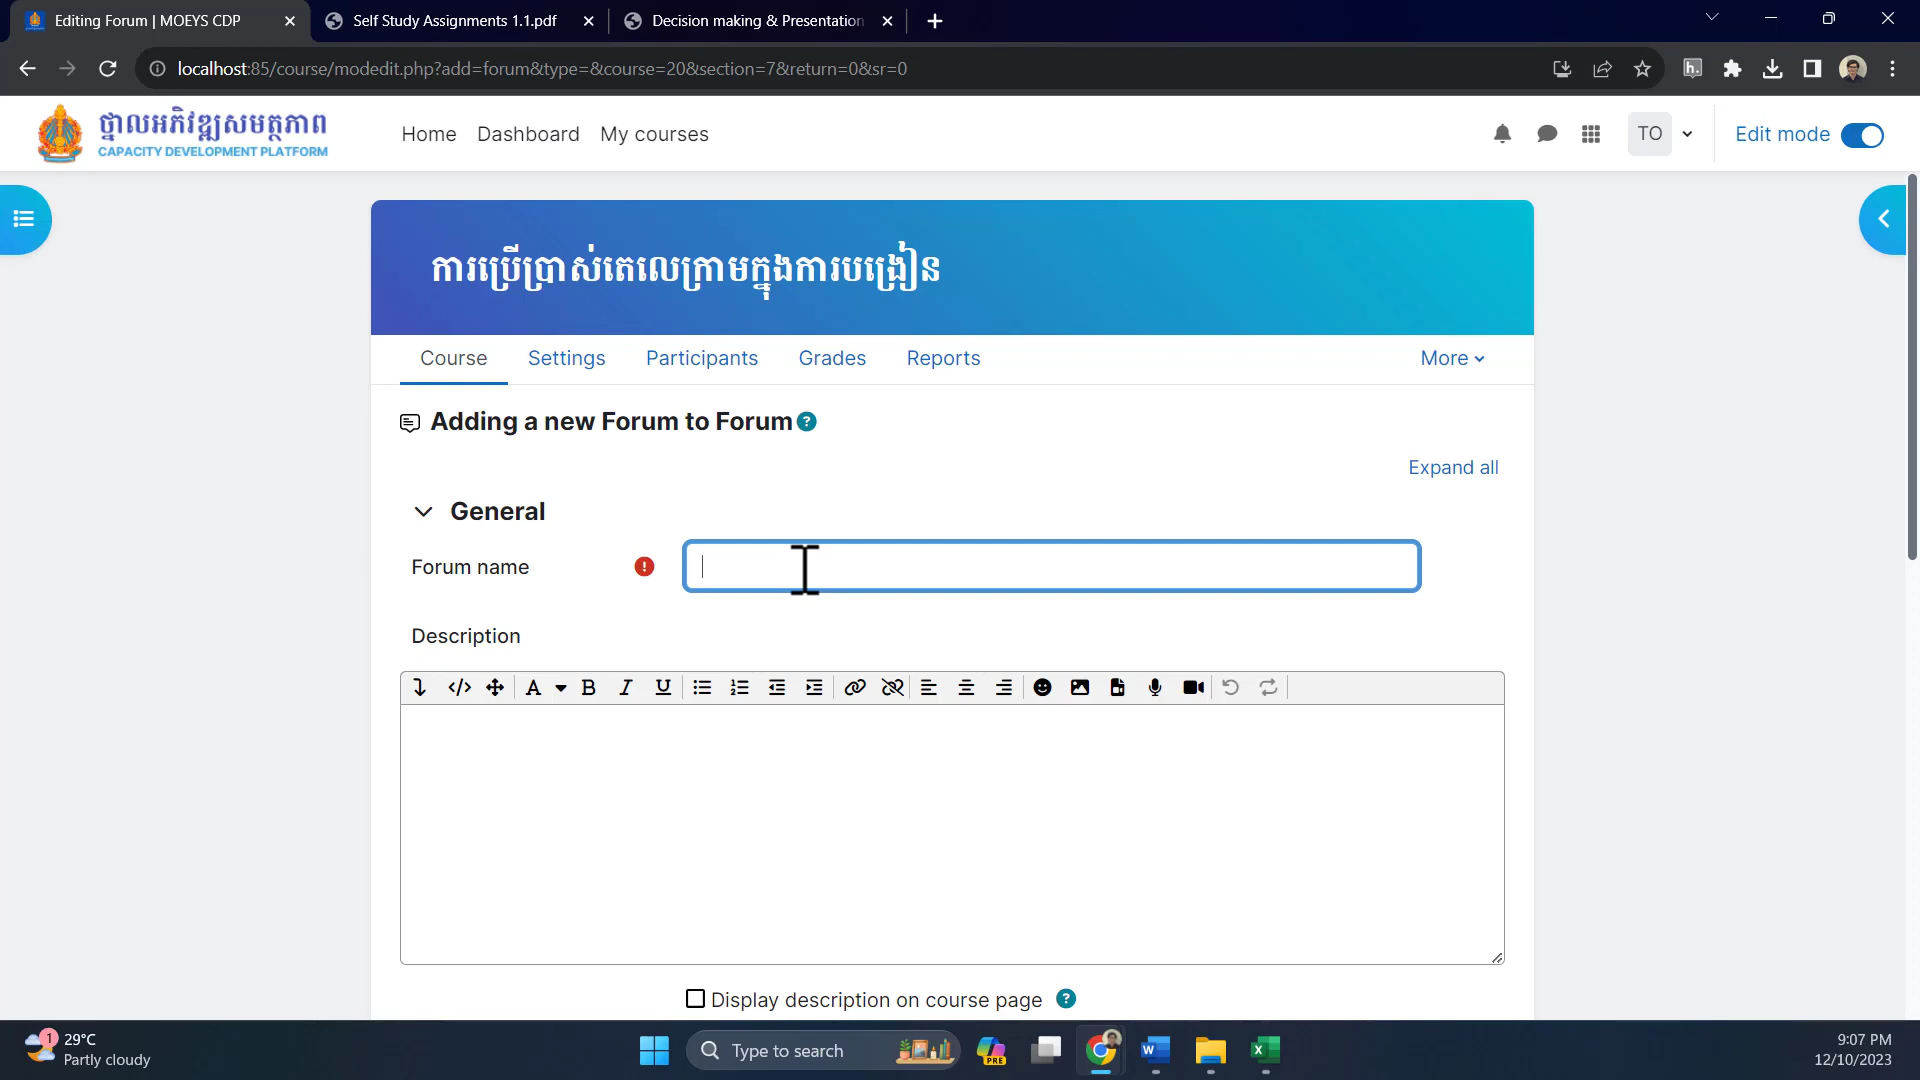 Editing Forum | MOEYS CDP
Self Study Assignments 1.1.pdf
Decision making & Presentation
localhost:85/course/modedit.php?add=forum&type=&course=20&section=7&return=0&sr=0
h.
ថ្នាលអភិវឌ្ឍសមត្ថភាព
CAPACITY DEVELOPMENT PLATFORM
Home
Dashboard
My courses
TO
Edit mode
ការប្រើប្រាស់តេលេក្រាមក្នុងការបង្រៀន
Course
Settings
Participants
Grades
Reports
More
Adding a new Forum to Forum
Expand all
General
Forum name
Description
Display description on course page
1
29°C
Partly cloudy
Type to search
PRE
9:07 PM
12/10/2023